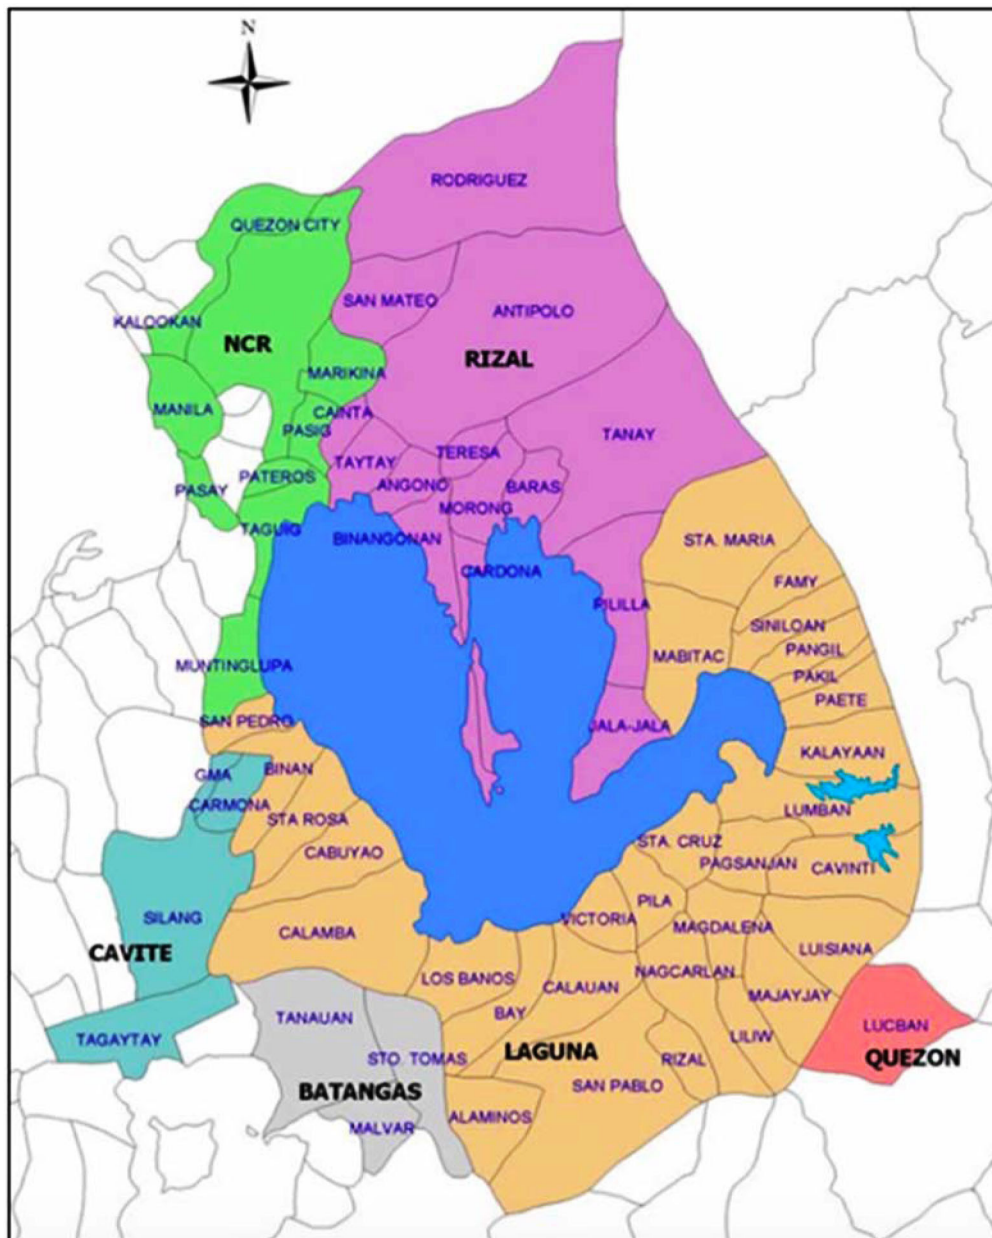 N
RODRIGUEZ
QUEZON CITY
SAN MATEO
ANTIPOLO
KALOOKAN
NCR
RIZAL
MARIKINA
MANILA
CAINTA
PASIG
TANAY
TERESA
TAYTAY
PATEROS
ANGONO
BARAS
PASAY
MORONG
TAGUIG
BINANGONAN
STA. MARIA
CARDONA
FAMY
PILILLA
SINILOAN
PANGIL
MABITAC
MUNTINGLUPA
PAKIL
PAETE
SAN PEDRO
JALA-JALA
KALAYAAN
BINAN
GMA
CARMONA
LUMBAN
STA ROSA
STA. CRUZ
CABUYAO
PAGSANJAN
CAVINTI
PILA
SILANG
VICTORIA
MAGDALENA
CALAMBA
LUISIANA
CAVITE
NAGCARLAN
LOS BANOS
CALAUAN
MAJAYJAY
BAY
TANAUAN
LUCBAN
LILIW
TAGAYTAY
LAGUNA
QUEZON
STO. TOMAS
RIZAL
SAN PABLO
BATANGAS
ALAMINOS
MALVAR